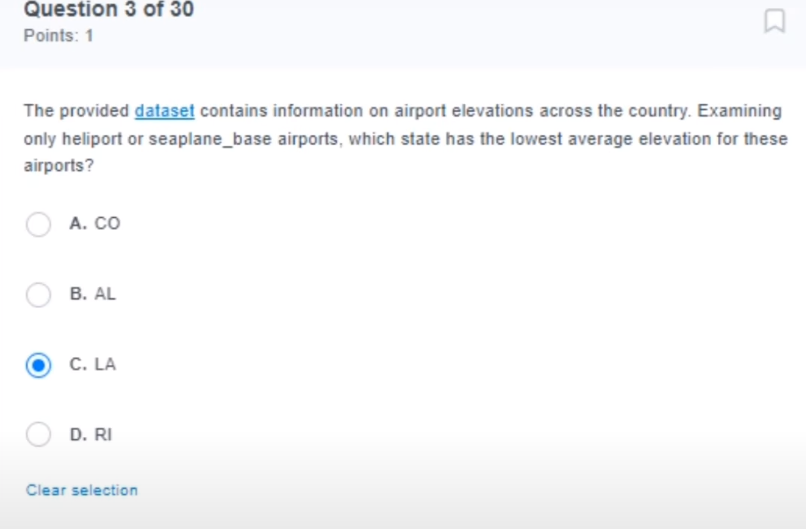 Question 3 of 30
Points: 1
The provided dataset contains information on airport elevations across the country. Examining
only heliport or seaplane_base airports, which state has the lowest average elevation for these
airports?
A. CO
B. AL
C. LA
D. RI
Clear selection